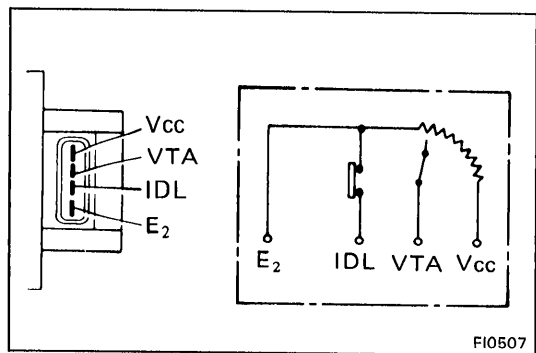 Vcc
VTA
IDL
E₂
E₂ IDL VTA Vcc
FI0507